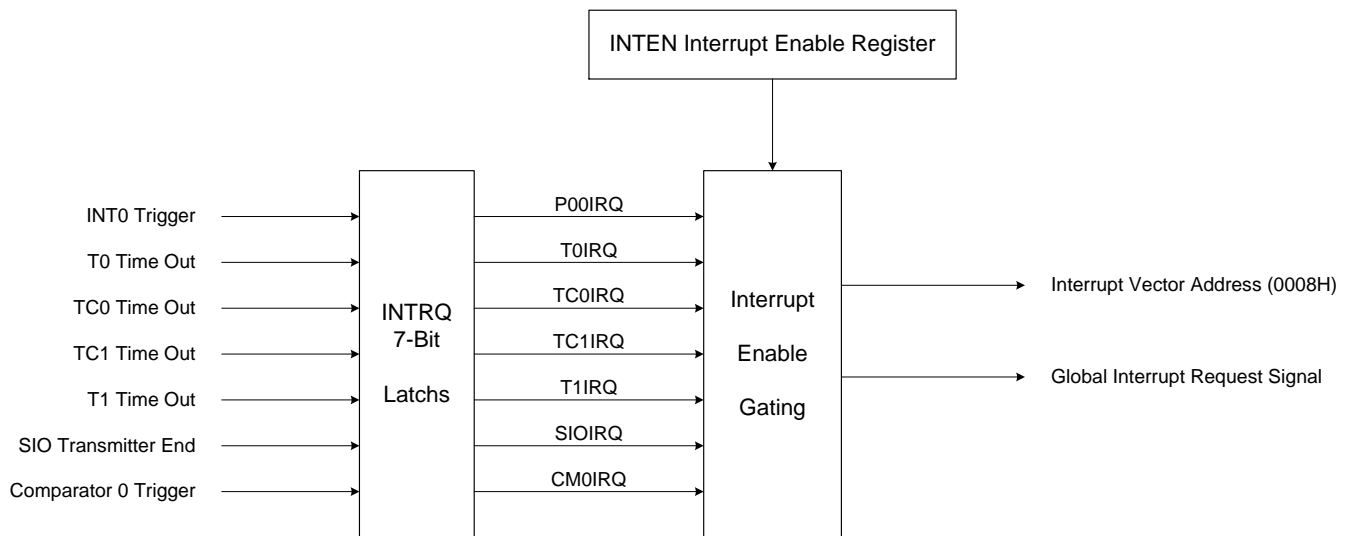 INTEN Interrupt Enable Register
INT0 Trigger
T0 Time Out
TC0 Time Out
TC1 Time Out
T1 Time Out
SIO Transmitter End
Comparator 0 Trigger
INTRQ
7-Bit
Latchs
P00IRQ
T0IRQ
TC0IRQ
TC1IRQ
T1IRQ
SIOIRQ
CM0IRQ
Interrupt
Enable
Gating
Interrupt Vector Address (0008H)
Global Interrupt Request Signal